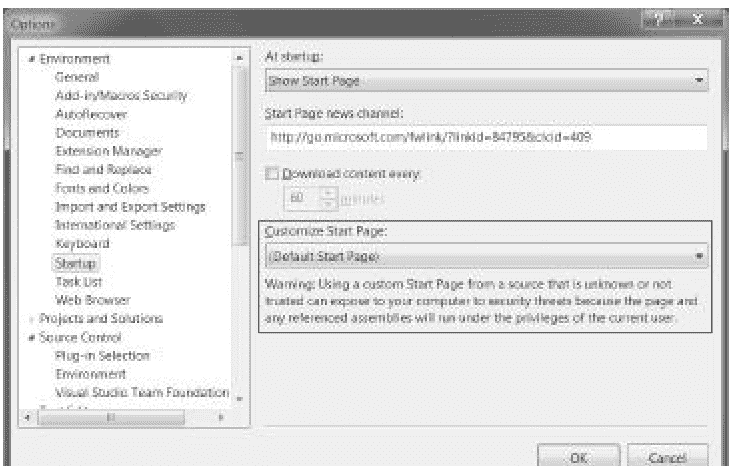 Options
Environment
General
Add-in/Macros Security
AutoRecover
Documents
Extension Manager
Find and Replace
Fonts and Colors
Import and Export Settings
International Settings
Keyboard
Startup
Task List
Web Browser
Projects and Solutions
Source Control
Plug-in Selection
Environment
Visual Studio Team Foundation
At startup:
Show Start Page
Start Page news channel:
http://go.microsoft.com/fwlink/?linkid=84795&clcid=409
Download content every:
60 minutes
Customize Start Page:
(Default Start Page)
Warning: Using a custom Start Page from a source that is unknown or not
trusted can expose to your computer to security threats because the page and
any referenced assemblies will run under the privileges of the current user.
OK Cancel